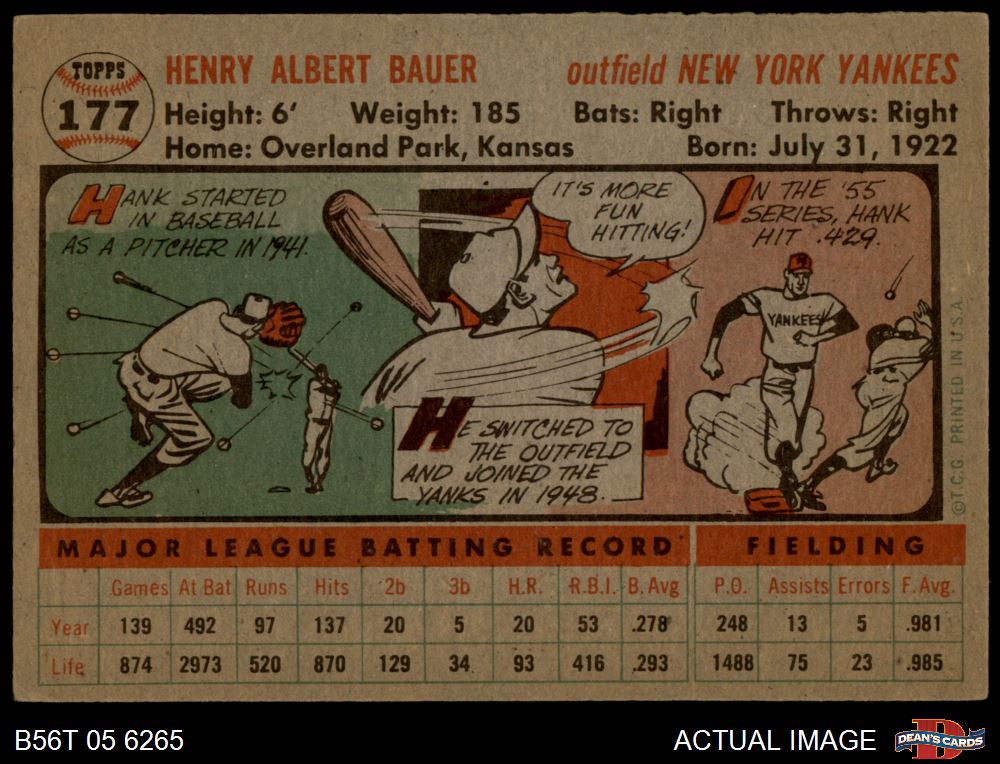 TOPPS
177
HENRY ALBERT BAUER outfield NEW YORK YANKEES
Height: 6' Weight: 185 Bats: Right Throws: Right
Home: Overland Park, Kansas Born: July 31, 1922
HANK STARTED
IN BASEBALL
AS A PITCHER IN 1941.
IT'S MORE
FUN
HITTING!
IN THE '55
SERIES, HANK
HIT .429.
YANKEES
HE SWITCHED TO
THE OUTFIELD
AND JOINED THE
YANKS IN 1948.
©T.C.G. PRINTED IN U.S.A.
MAJOR LEAGUE BATTING RECORD FIELDING
Games At Bat Runs Hits 2b 3b H.R. R.B.I. B. Avg P.O. Assists Errors F. Avg.
Year 139 492 97 137 20 5 20 53 .278 248 13 5 .981
Life 874 2973 520 870 129 34 93 416 .293 1488 75 23 .985
B56T 05 6265 ACTUAL IMAGE D DEAN'S CARDS